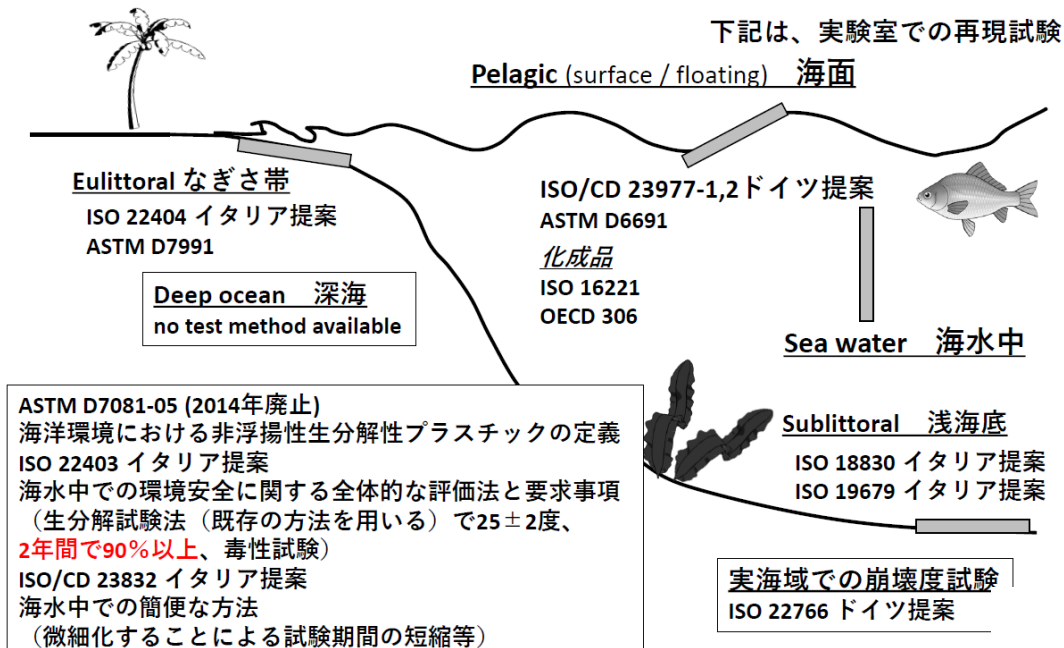 下記は、実験室での再現試験
Pelagic (surface / floating) 海面
Eulittoral なぎさ帯
ISO 22404 イタリア提案
ASTM D7991
ISO/CD 23977-1,2ドイツ提案
ASTM D6691
化成品
ISO 16221
OECD 306
Deep ocean 深海
no test method available
Sea water 海水中
ASTM D7081-05 (2014年廃止)
海洋環境における非浮揚性生分解性プラスチックの定義
ISO 22403 イタリア提案
海水中での環境安全に関する全体的な評価法と要求事項
（生分解試験法（既存の方法を用いる）で25±2度、
2年間で90%以上、毒性試験）
ISO/CD 23832 イタリア提案
海水中での簡便な方法
（微細化することによる試験期間の短縮等）
Sublittoral 浅海底
ISO 18830 イタリア提案
ISO 19679 イタリア提案
実海域での崩壊度試験
ISO 22766 ドイツ提案